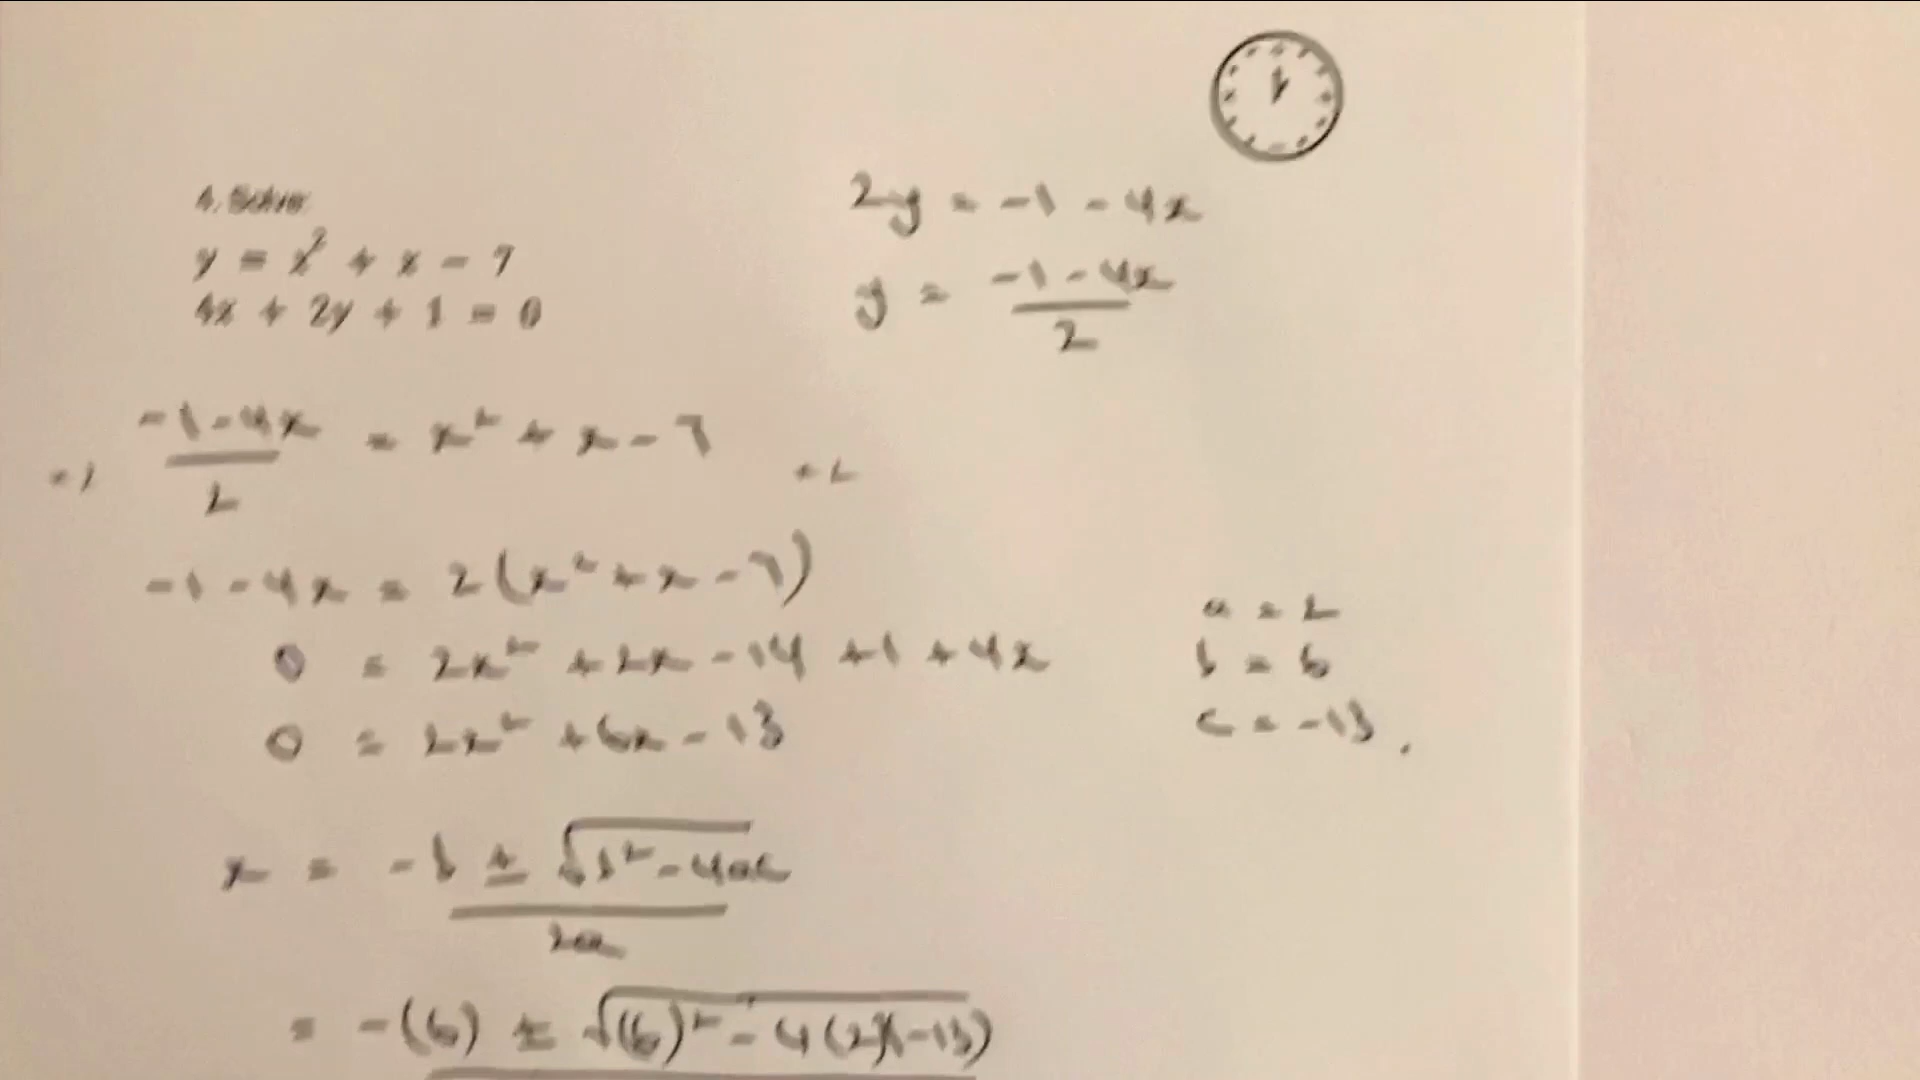 4. Solve
y = x² + x - 7
4x + 2y + 1 = 0
2y = -1 - 4x
y = (-1 - 4x)/2
(-1 - 4x)/2 = x² + x - 7
-1 - 4x = 2(x² + x - 7)
0 = 2x² + 2x - 14 + 1 + 4x
0 = 2x² + 6x - 13
a = 2
b = 6
c = -13.
x = (-b ± √(b² - 4ac))/2a
= -(6) ± √((6)² - 4(2)(-13))